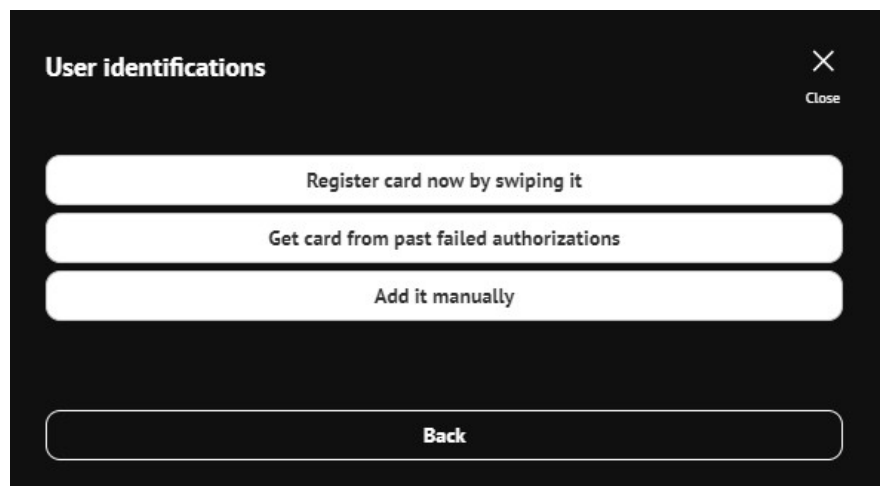 User identifications
Close
Register card now by swiping it
Get card from past failed authorizations
Add it manually
Back